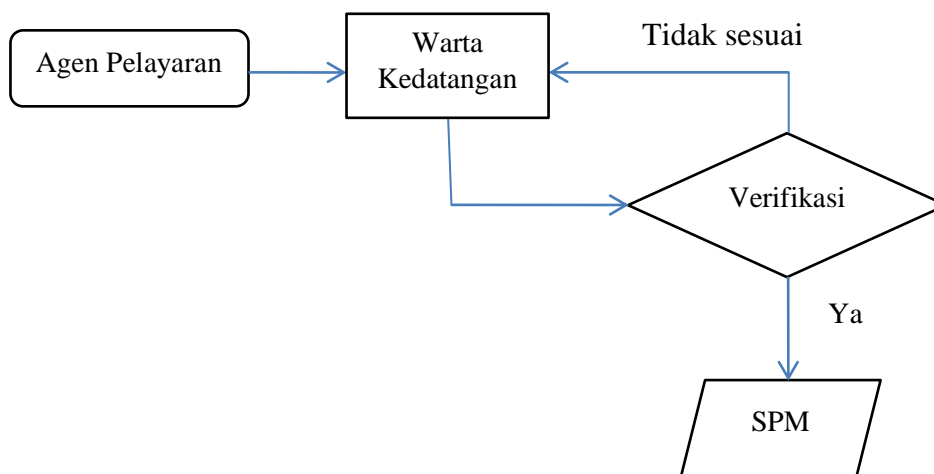 Agen Pelayaran
Warta
Kedatangan
Tidak sesuai
Verifikasi
Ya
SPM